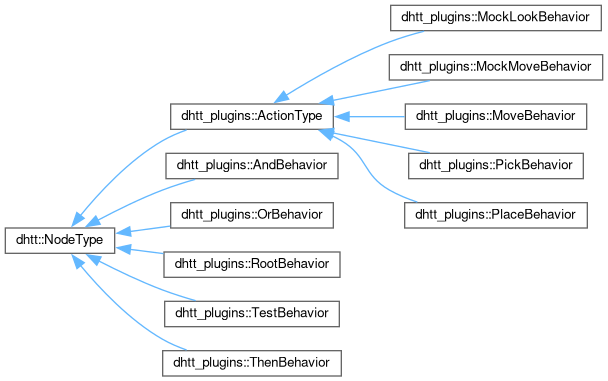 dhtt_plugins::MockLookBehavior
dhtt_plugins::MockMoveBehavior
dhtt_plugins::ActionType
dhtt_plugins::MoveBehavior
dhtt_plugins::AndBehavior
dhtt_plugins::PickBehavior
dhtt_plugins::OrBehavior
dhtt_plugins::PlaceBehavior
dhtt::NodeType
dhtt_plugins::RootBehavior
dhtt_plugins::TestBehavior
dhtt_plugins::ThenBehavior